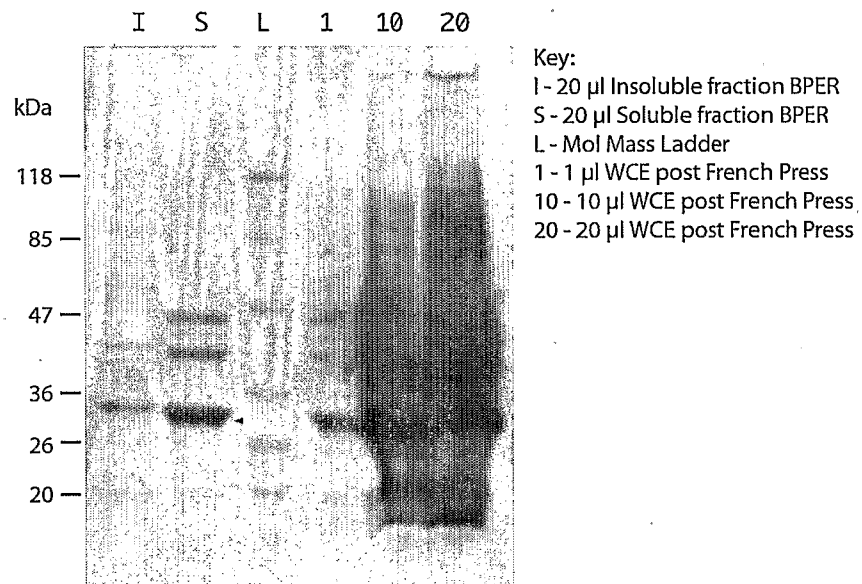 I S L 1 10 20
kDa
118
85
47
36
26
20
Key:
I - 20 µl Insoluble fraction BPER
S - 20 µl Soluble fraction BPER
L - Mol Mass Ladder
1 - 1 µl WCE post French Press
10 - 10 µl WCE post French Press
20 - 20 µl WCE post French Press